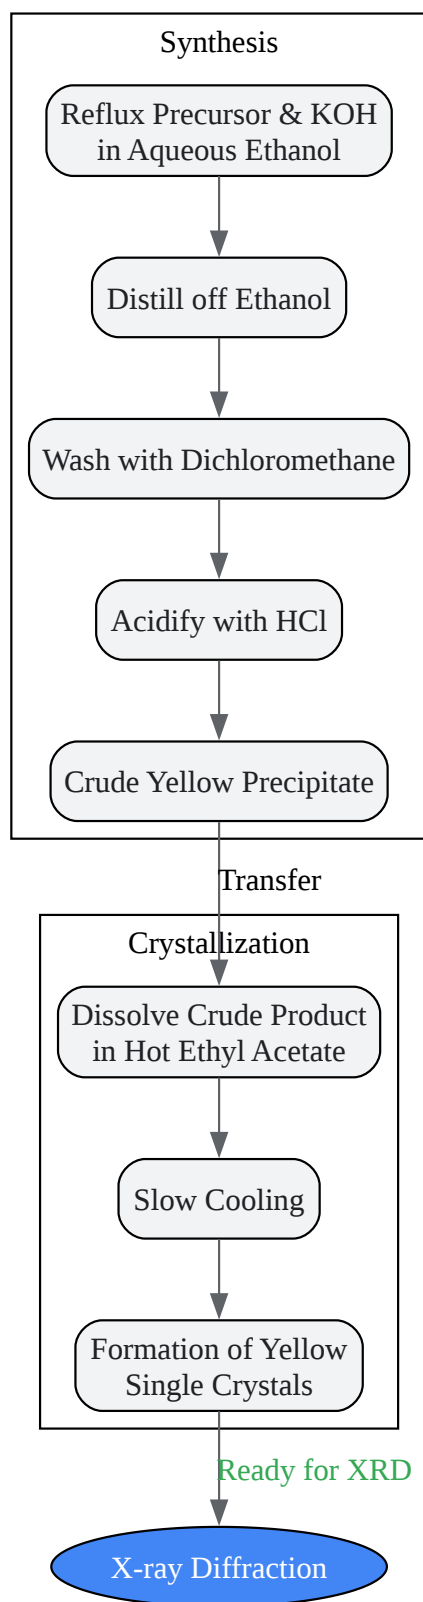 Synthesis
Reflux Precursor & KOH
in Aqueous Ethanol
Distill off Ethanol
Wash with Dichloromethane
Acidify with HCl
Crude Yellow Precipitate
Transfer
Crystallization
Dissolve Crude Product
in Hot Ethyl Acetate
Slow Cooling
Formation of Yellow
Single Crystals
Ready for XRD
X-ray Diffraction